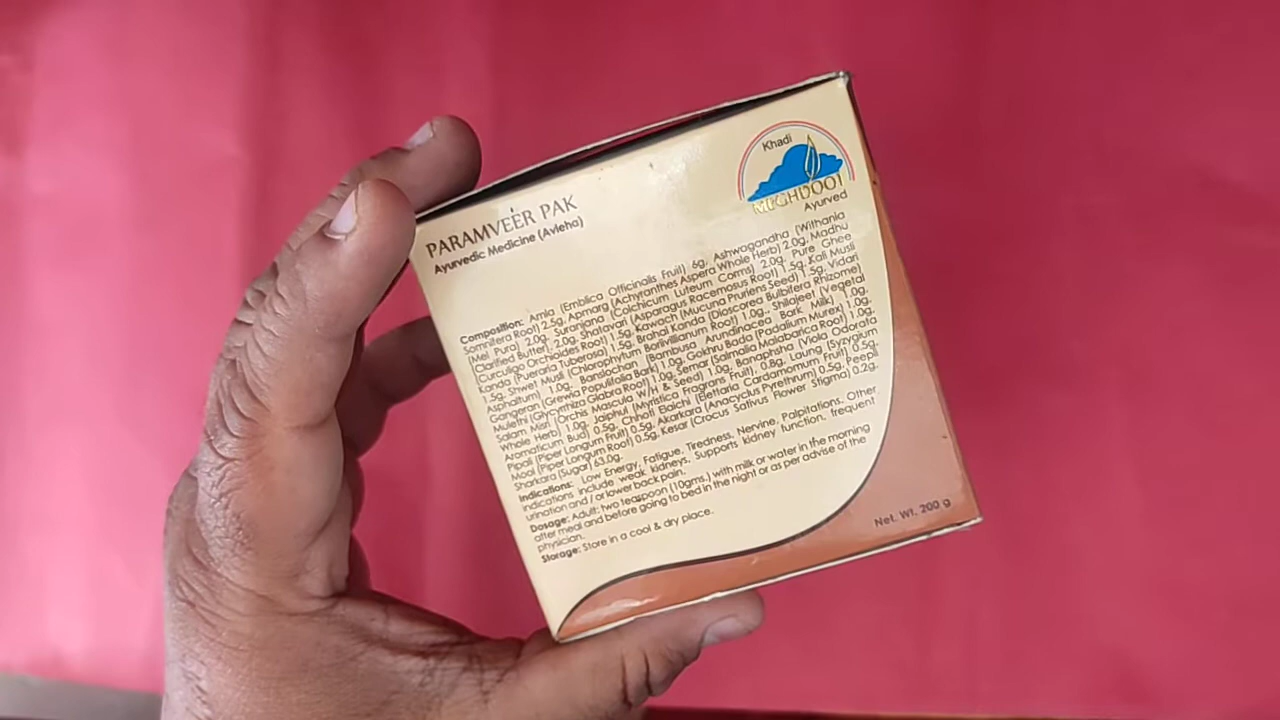 Khadi
MEGHDOOT
Ayurved
PARAMVEER PAK
Ayurvedic Medicine (Avleha)
Composition: Amla (Emblica Officinalis Fruit) 6g, Ashwagandha (Withania
Somnifera Root) 2.5g, Apmarg (Achyranthes Aspera Whole Herb) 2.0g, Madhu
(Mel Pura) 2.0g, Suranjana (Colchicum Luteum Corms) 2.0g, Pure Ghee
Clarified Butter), 2.0g, Shatavari (Asparagus Racemosus Root) 1.5g, Kali Musli
(Curculigo Orchioides Root) 1.5g, Kawach (Mucuna Pruriens Seed) 1.5g, Vidari
Kanda (Pueraria Tuberosa) 1.5g, Brahai Kanda (Dioscorea Bulbifera Rhizome)
1.5g, Shwet Musli Chlorophytum Borivilianum Root) 1.0g., Shilajeet (Vegetal
Asphaltum) 1.0g, Banslochan (Bambusa Arundinacea Bark Milk) 1.0g,
Gangeran (Grewia Populifolia Bark) 1.0g, Gokhru Bada (Padalium Murex) 1.0g,
Mulethi (Glycyrrhiza Glabra Root) 1.0g, Semar (Salmalia Malabarica Root) 1.0g,
Salam Misri (Orchis Mascula W/H & Seed) 1.0g, Banaphsha (Viola Odorata
Whole Herb) 1.0g, Jaiphul (Myristica Fragrans Fruit), 0.8g, Laung (Syzygium
Aromaticum Bud) 0.5g, Chhoti Elaichi (Elettaria Cardamomum Fruit) 0.5g,
Pipali (Piper Longum Fruit) 0.5g, Akarkara (Anacyclus Pyrethrum) 0.5g, Peepli
Mool (Piper Longum Root) 0.5g, Kesar (Crocus Sativus Flower Stigma) 0.2g,
Sharkara (Sugar) 63.0g.
Indications: Low Energy, Fatigue, Tiredness, Nervine, Palpitations. Other
indications include weak kidneys. Supports kidney function, frequent
urination and / or lower back pain.
Dosage: Adult: two teaspoon (10gms.) with milk or water in the morning
after meal and before going to bed in the night or as per advise of the
physician.
Storage: Store in a cool & dry place.
Net. Wt. 200 g